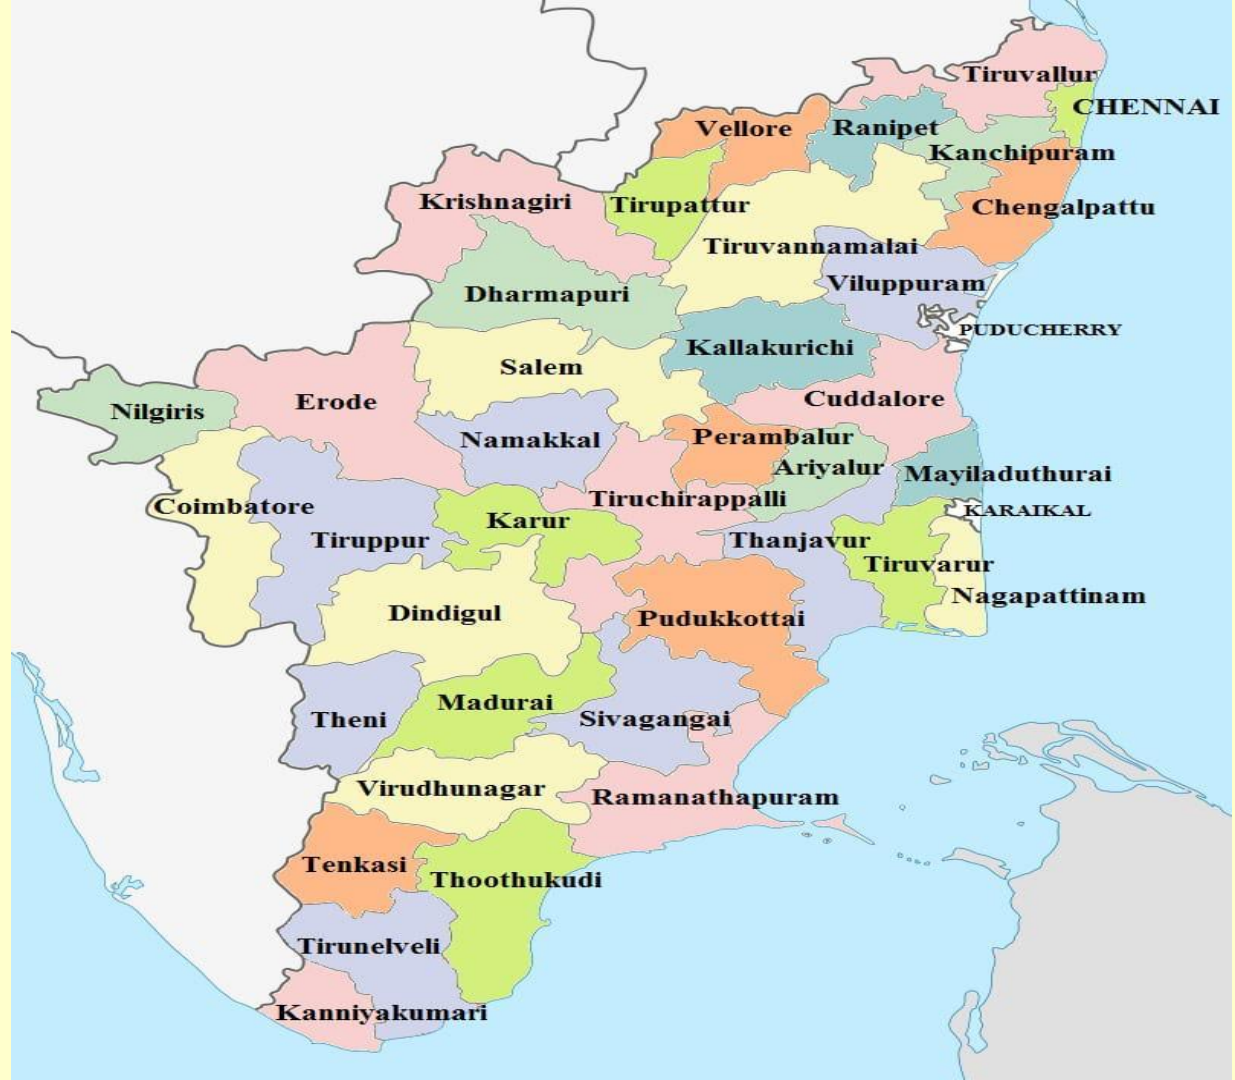 Tiruvallur
CHENNAI
Vellore
Ranipet
Kanchipuram
Krishnagiri
Tirupattur
Chengalpattu
Tiruvannamalai
Viluppuram
Dharmapuri
PUDUCHERRY
Kallakurichi
Salem
Nilgiris
Erode
Cuddalore
Namakkal
Perambalur
Ariyalur
Mayiladuthurai
Coimbatore
Tiruchirappalli
KARAIKAL
Karur
Tiruppur
Thanjavur
Tiruvarur
Nagapattinam
Dindigul
Pudukkottai
Madurai
Theni
Sivagangai
Virudhunagar
Ramanathapuram
Tenkasi
Thoothukudi
Tirunelveli
Kanniyakumari